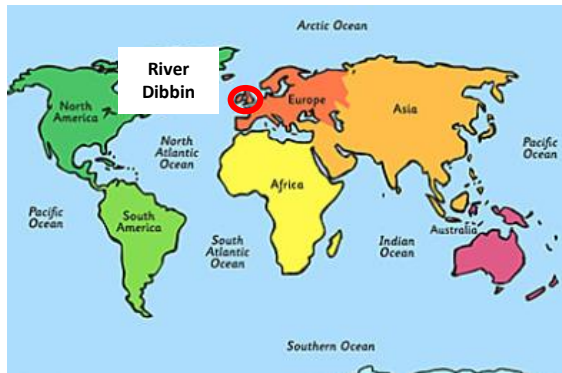 Arctic Ocean
River
Dibbin
North
America
Europe
Asia
North
Atlantic
Ocean
Pacific
Ocean
Africa
Pacific
Ocean
South
America
South
Atlantic
Ocean
Indian
Ocean
Australia
Southern Ocean